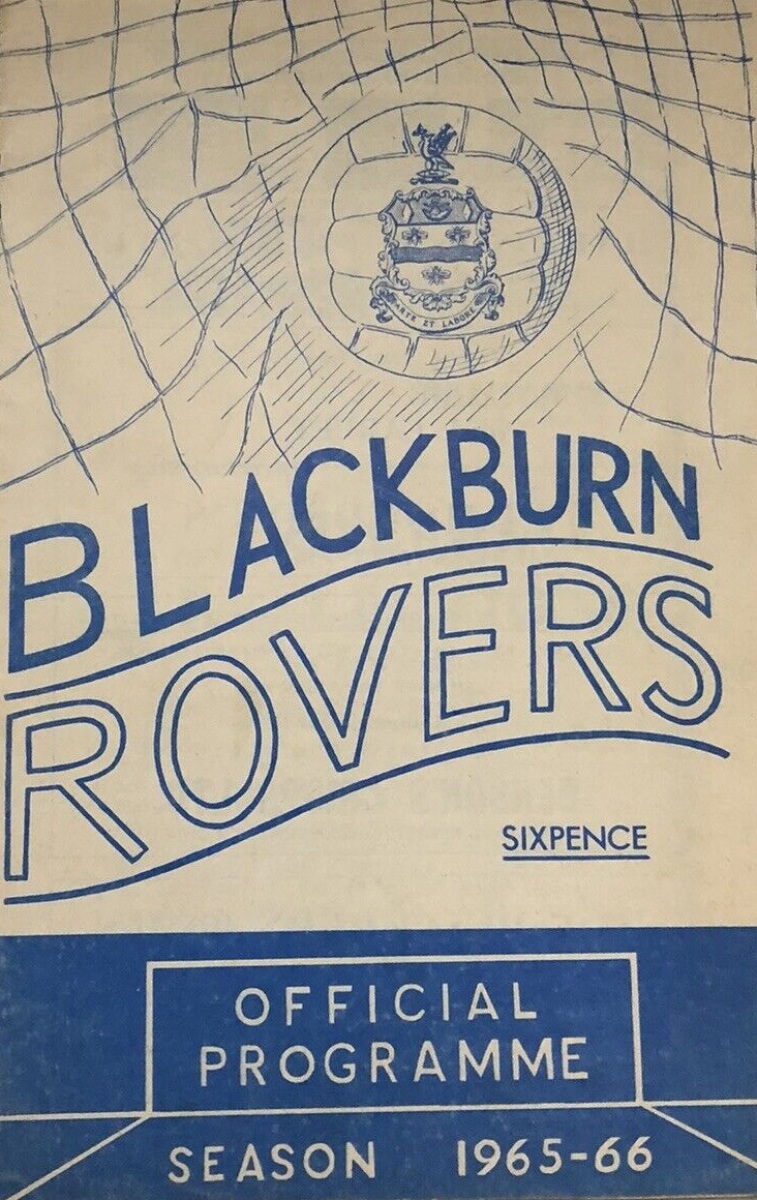 ARTE ET LABORE
BLACKBURN
ROVERS
SIXPENCE
OFFICIAL
PROGRAMME
SEASON 1965-66